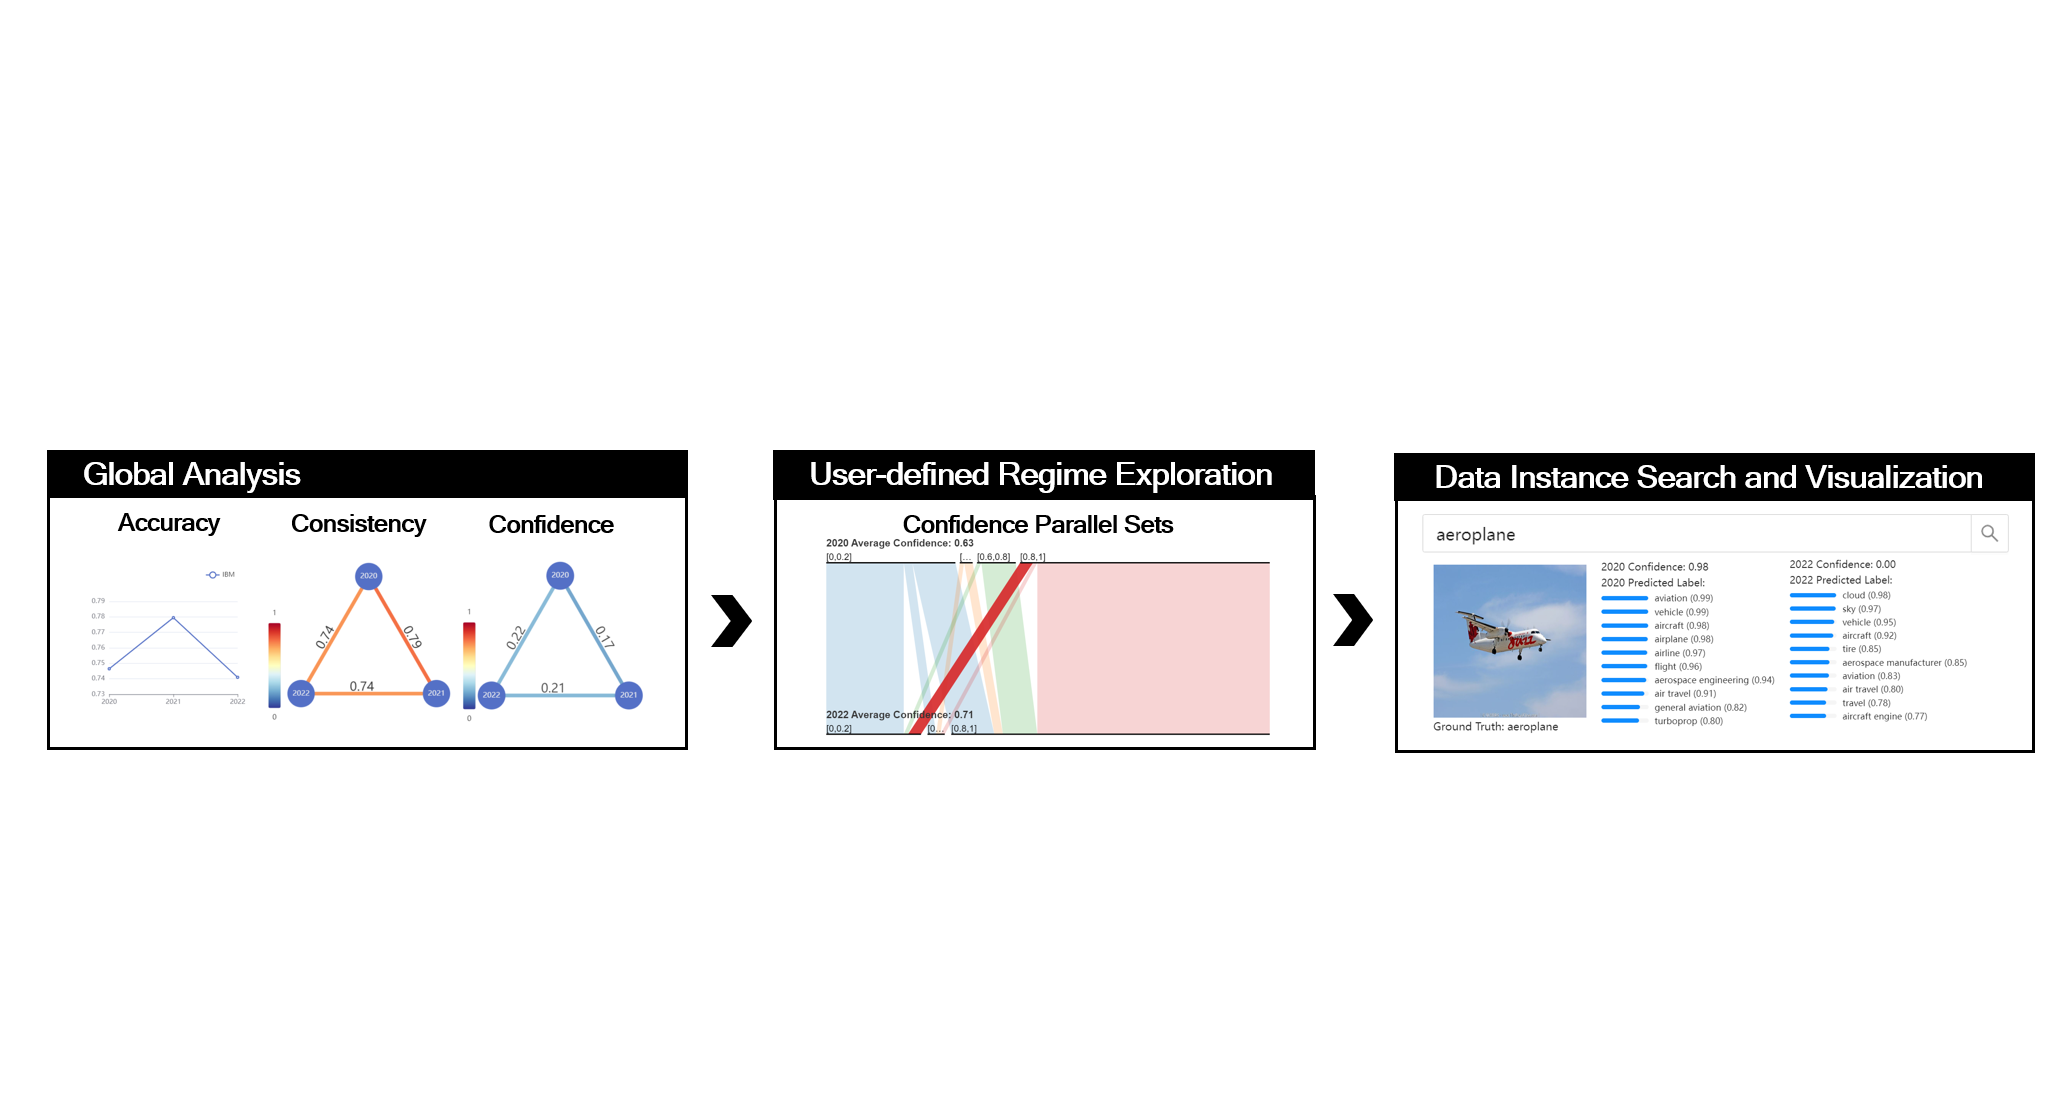 Global Analysis
Accuracy
Consistency
Confidence
IBM
0.79
0.78
0.77
0.76
0.75
0.74
0.73
2020
2021
2022
1
0
2020
0.74
0.79
2022
0.74
2021
1
0
2020
0.22
0.17
2022
0.21
2021
User-defined Regime Exploration
Confidence Parallel Sets
2020 Average Confidence: 0.63
[0,0.2]
[...
[0.6,0.8]
[0.8,1]
2022 Average Confidence: 0.71
[0,0.2]
[0...
[0.8,1]
Data Instance Search and Visualization
aeroplane
Jazz
Ground Truth: aeroplane
2020 Confidence: 0.98
2020 Predicted Label:
aviation (0.99)
vehicle (0.99)
aircraft (0.98)
airplane (0.98)
airline (0.97)
flight (0.96)
aerospace engineering (0.94)
air travel (0.91)
general aviation (0.82)
turboprop (0.80)
2022 Confidence: 0.00
2022 Predicted Label:
cloud (0.98)
sky (0.97)
vehicle (0.95)
aircraft (0.92)
tire (0.85)
aerospace manufacturer (0.85)
aviation (0.83)
air travel (0.80)
travel (0.78)
aircraft engine (0.77)